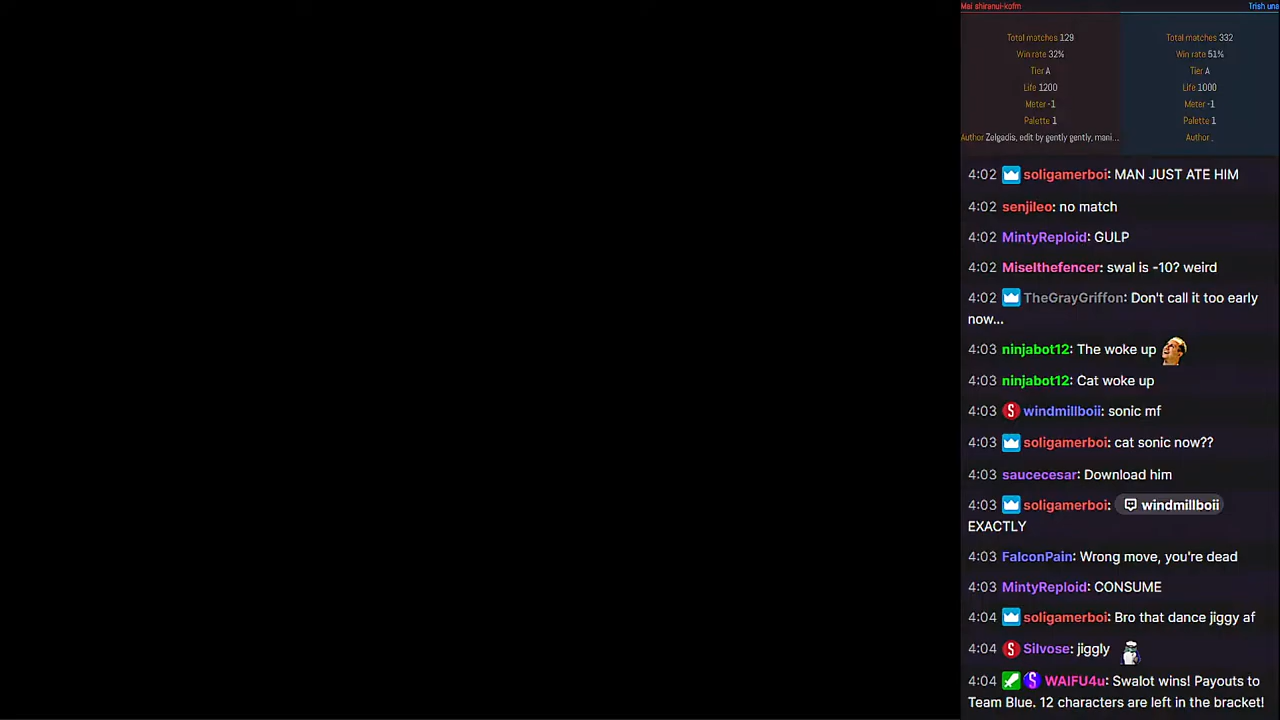 Mai shiranui-kofm Trish una
Total matches 129 Total matches 332
Win rate 32% Win rate 51%
Tier A Tier A
Life 1200 Life 1000
Meter -1 Meter -1
Palette 1 Palette 1
Author Zelgadis, edit by gently gently, mani... Author ,
4:02 soligamerboi: MAN JUST ATE HIM
4:02 senjileo: no match
4:02 MintyReploid: GULP
4:02 Miselthefencer: swal is -10? weird
4:02 TheGrayGriffon: Don't call it too early
now...
4:03 ninjabot12: The woke up
4:03 ninjabot12: Cat woke up
4:03 windmillboii: sonic mf
4:03 soligamerboi: cat sonic now??
4:03 saucecesar: Download him
4:03 soligamerboi: windmillboii
EXACTLY
4:03 FalconPain: Wrong move, you're dead
4:03 MintyReploid: CONSUME
4:04 soligamerboi: Bro that dance jiggy af
4:04 Silvose: jiggly
4:04 WAIFU4u: Swalot wins! Payouts to
Team Blue. 12 characters are left in the bracket!